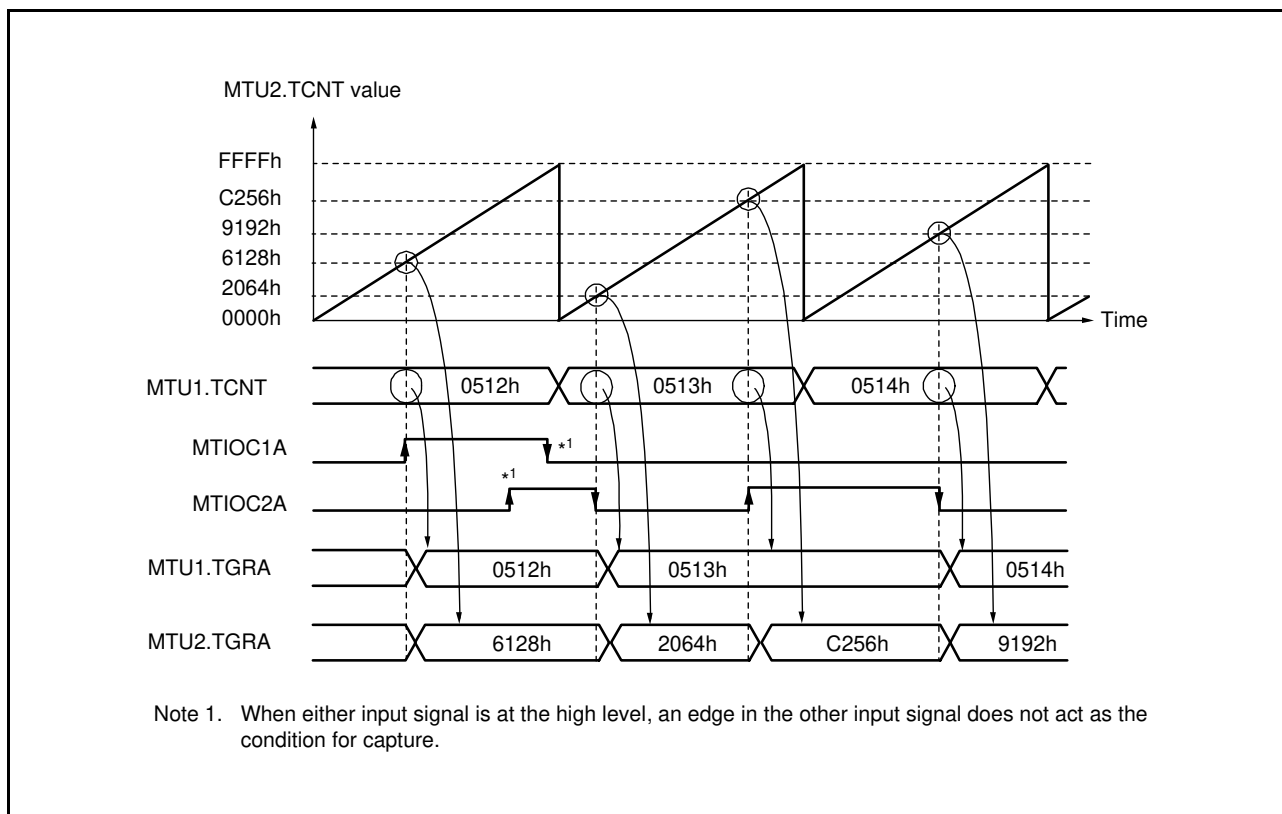 MTU2.TCNT value
FFFFh
C256h
9192h
6128h
2064h
0000h
Time
MTU1.TCNT 0512h 0513h 0514h
MTIOC1A *1
MTIOC2A *1
MTU1.TGRA 0512h 0513h 0514h
MTU2.TGRA 6128h 2064h C256h 9192h
Note 1. When either input signal is at the high level, an edge in the other input signal does not act as the
condition for capture.